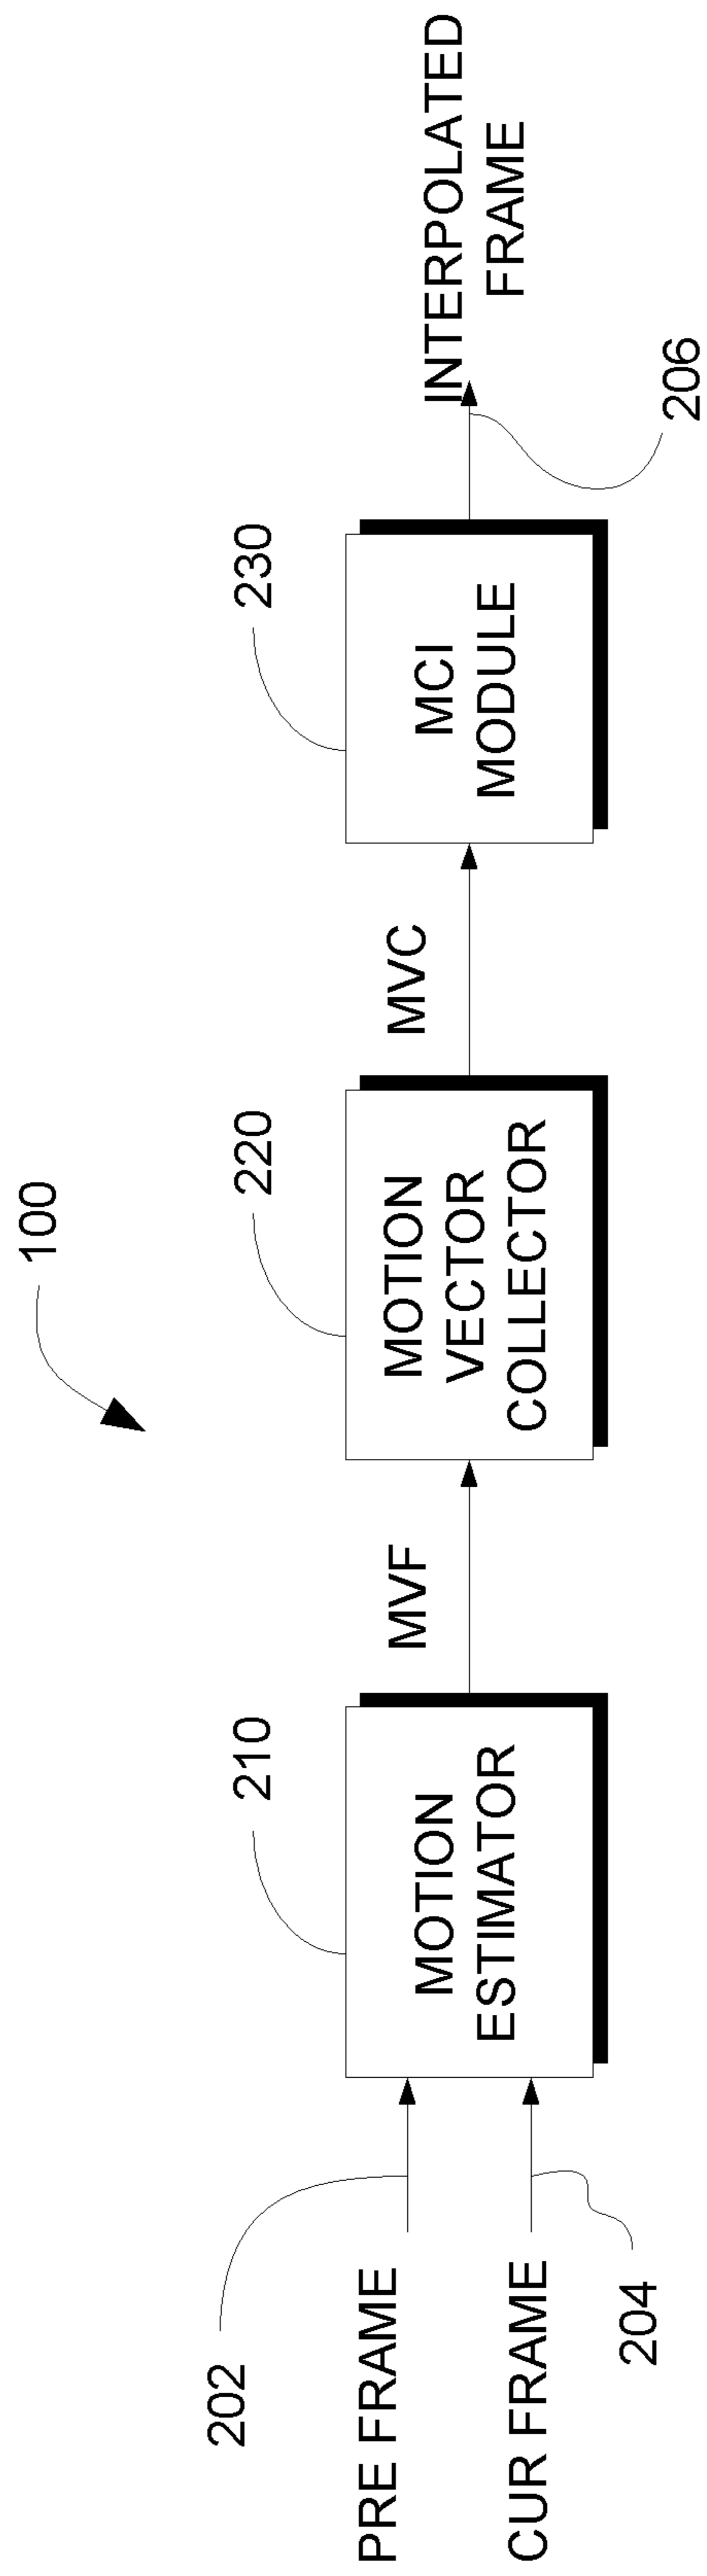 100
202
PRE FRAME
CUR FRAME
204
210
MOTION
ESTIMATOR
MVF
220
MOTION
VECTOR
COLLECTOR
MVC
230
MCI
MODULE
INTERPOLATED
FRAME
206